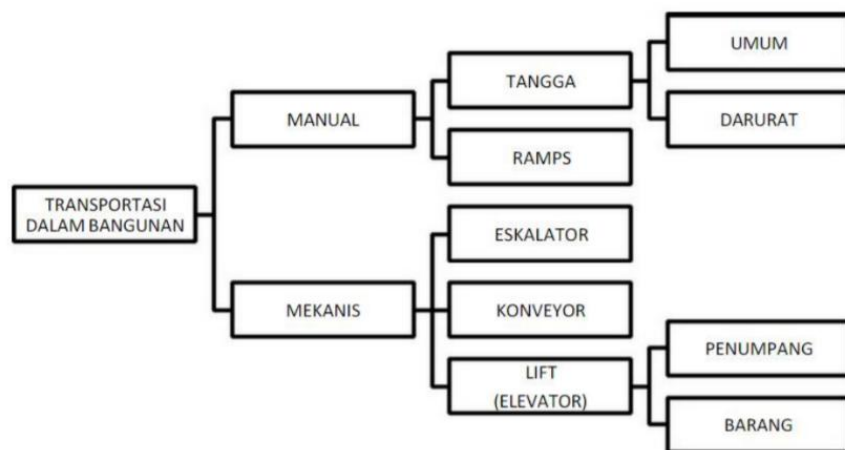 TRANSPORTASI
DALAM BANGUNAN
MANUAL
TANGGA
UMUM
DARURAT
RAMPS
MEKANIS
ESKALATOR
KONVEYOR
LIFT
(ELEVATOR)
PENUMPANG
BARANG